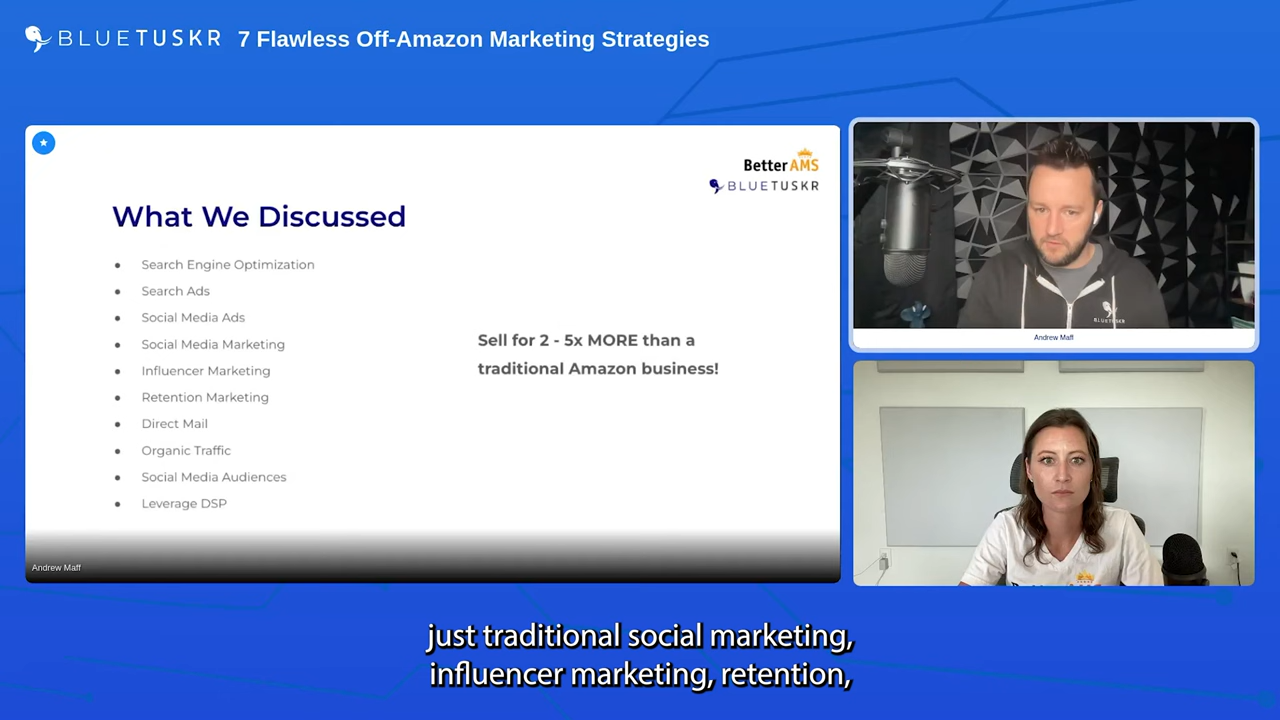 BLUETUSKR 7 Flawless Off-Amazon Marketing Strategies
BetterAMS
BLUETUSKR
What We Discussed
• Search Engine Optimization
• Search Ads
• Social Media Ads
• Social Media Marketing
• Influencer Marketing
• Retention Marketing
• Direct Mail
• Organic Traffic
• Social Media Audiences
• Leverage DSP
Sell for 2 - 5x MORE than a
traditional Amazon business!
Andrew Maff
BLUETUSKR
Andrew Maff
just traditional social marketing,
influencer marketing, retention,